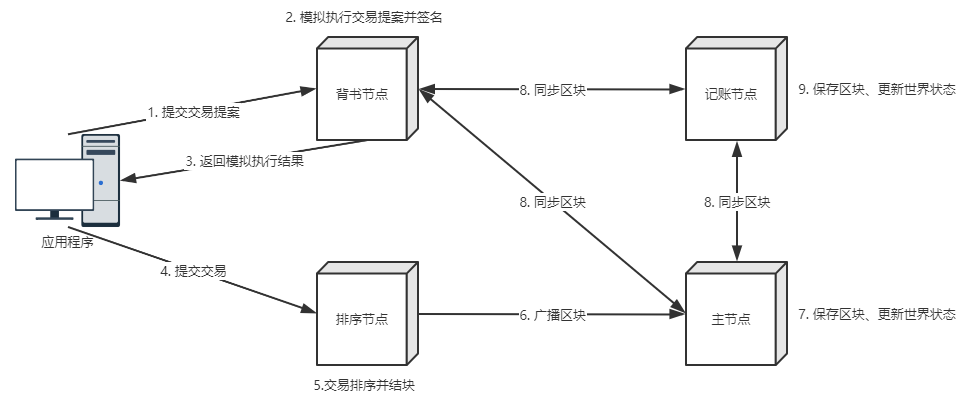 2. 模拟执行交易提案并签名
背书节点
8. 同步区块
记账节点
9. 保存区块、更新世界状态
1. 提交交易提案
3. 返回模拟执行结果
8. 同步区块
8. 同步区块
应用程序
4. 提交交易
排序节点
6. 广播区块
主节点
7. 保存区块、更新世界状态
5.交易排序并结块